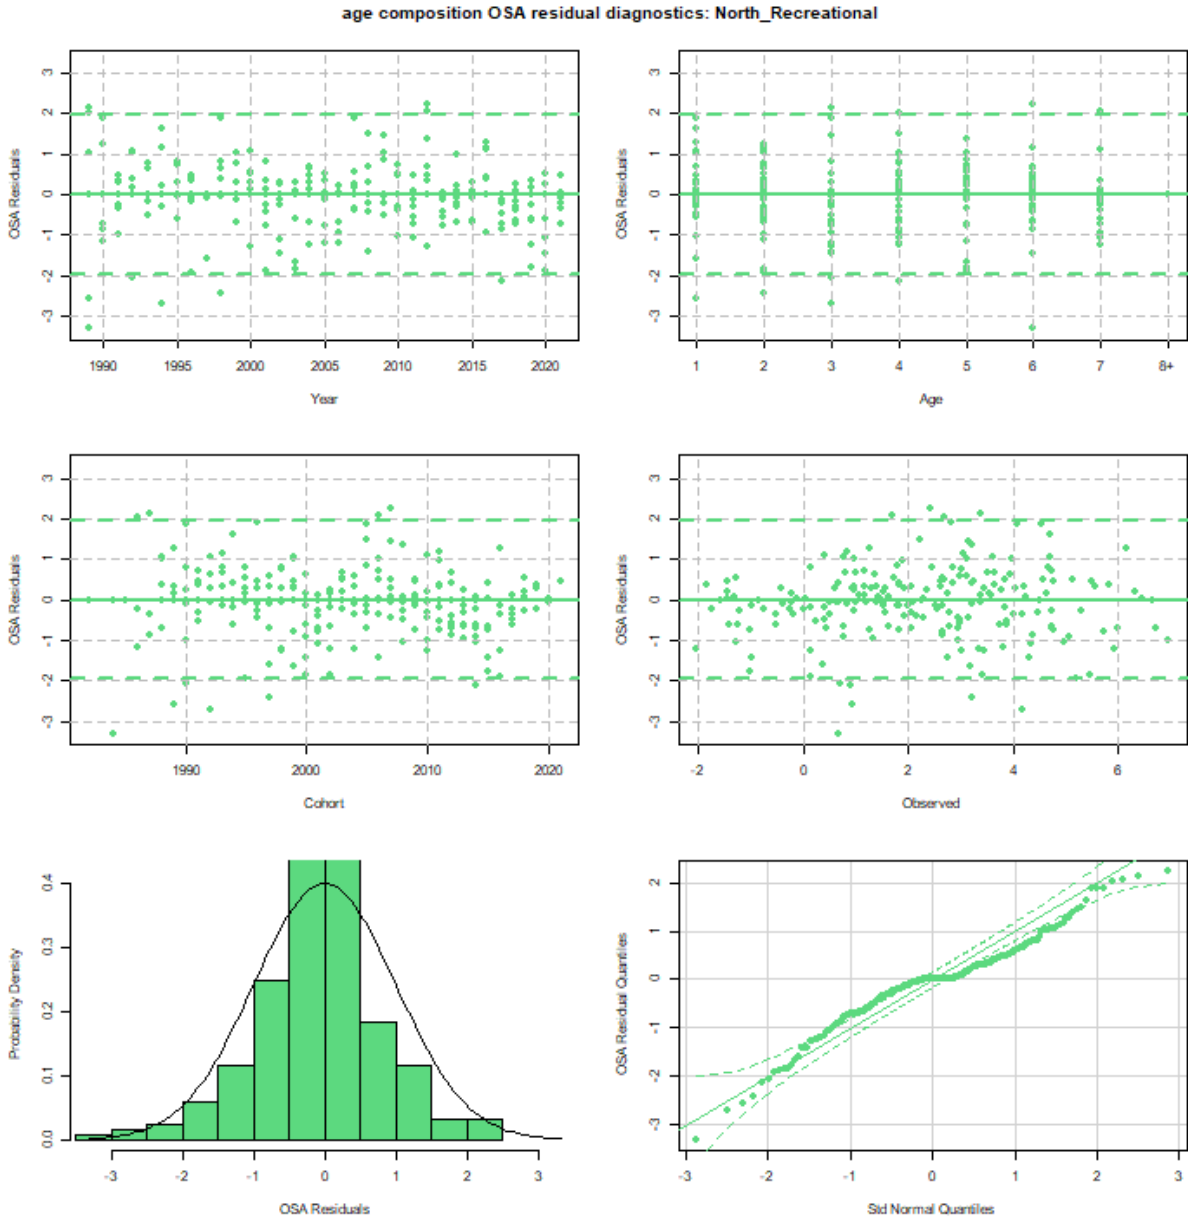 age composition OSA residual diagnostics: North_Recreational
OSA Residuals
3
2
1
0
-1
-2
-3
1990 1995 2000 2005 2010 2015 2020
Year
OSA Residuals
3
2
1
0
-1
-2
-3
1 2 3 4 5 6 7 8+
Age
OSA Residuals
3
2
1
0
-1
-2
-3
1990 2000 2010 2020
Cohort
OSA Residuals
3
2
1
0
-1
-2
-3
-2 0 2 4 6
Observed
Probability Density
0.4
0.3
0.2
0.1
0.0
-3 -2 -1 0 1 2 3
OSA Residuals
OSA Residual Quantiles
2
1
0
-1
-2
-3
-3 -2 -1 0 1 2 3
Std Normal Quantiles